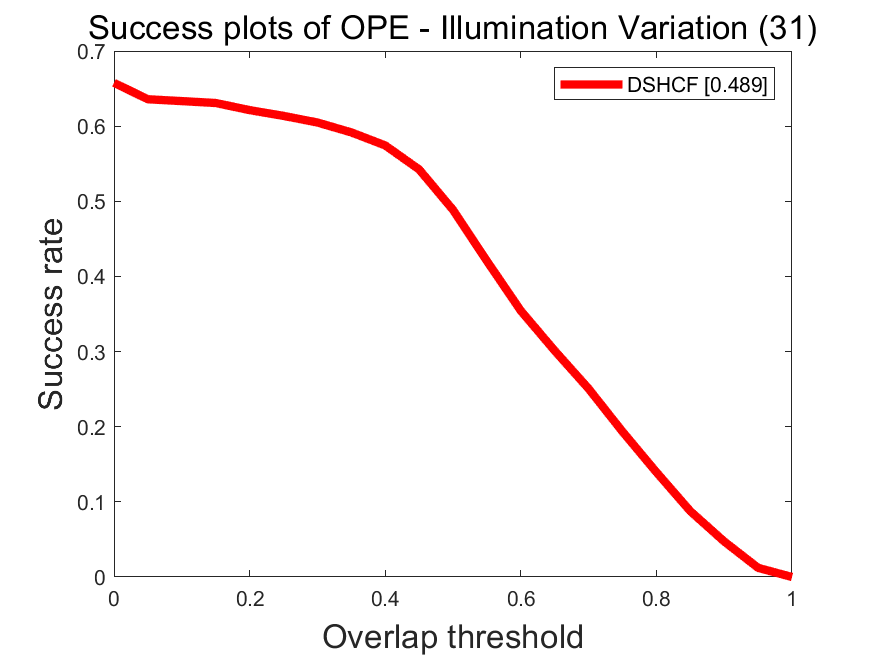 Success plots of OPE - Illumination Variation (31)
DSHCF [0.489]
0.7
0.6
0.5
0.4
0.3
0.2
0.1
0
Success rate
0 0.2 0.4 0.6 0.8 1
Overlap threshold